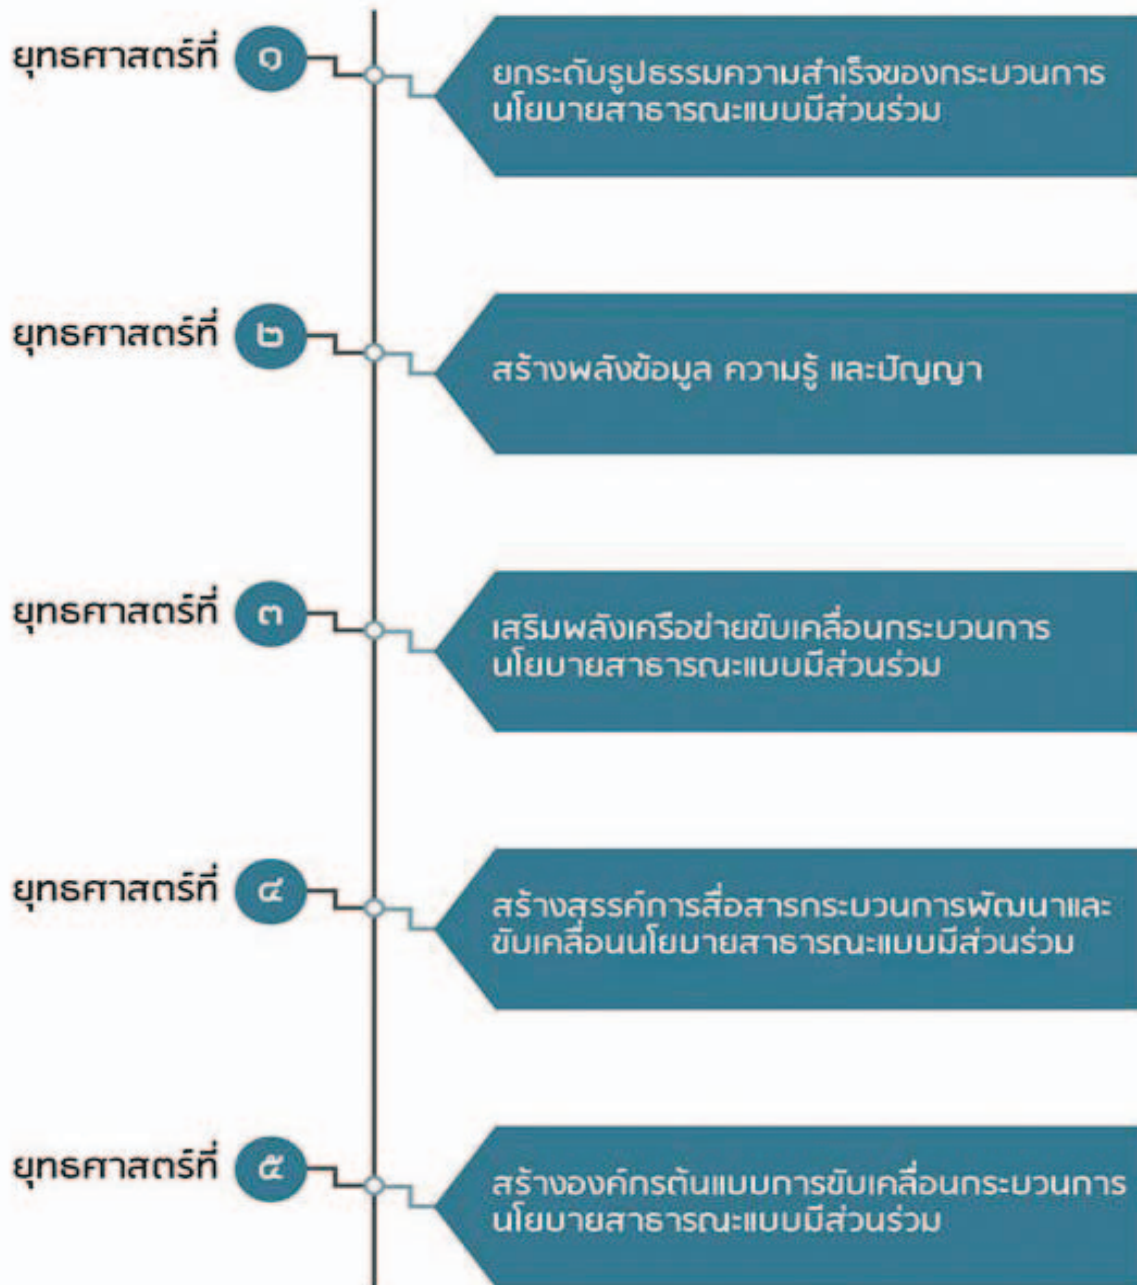 ยุทธศาสตร์ที่ ๑
ยกระดับรูปธรรมความสำเร็จของกระบวนการ
นโยบายสาธารณะแบบมีส่วนร่วม
ยุทธศาสตร์ที่ ๒
สร้างพลังข้อมูล ความรู้ และปัญญา
ยุทธศาสตร์ที่ ๓
เสริมพลังเครือข่ายขับเคลื่อนกระบวนการ
นโยบายสาธารณะแบบมีส่วนร่วม
ยุทธศาสตร์ที่ ๔
สร้างสรรค์การสื่อสารกระบวนการพัฒนาและ
ขับเคลื่อนนโยบายสาธารณะแบบมีส่วนร่วม
ยุทธศาสตร์ที่ ๕
สร้างองค์กรต้นแบบการขับเคลื่อนกระบวนการ
นโยบายสาธารณะแบบมีส่วนร่วม